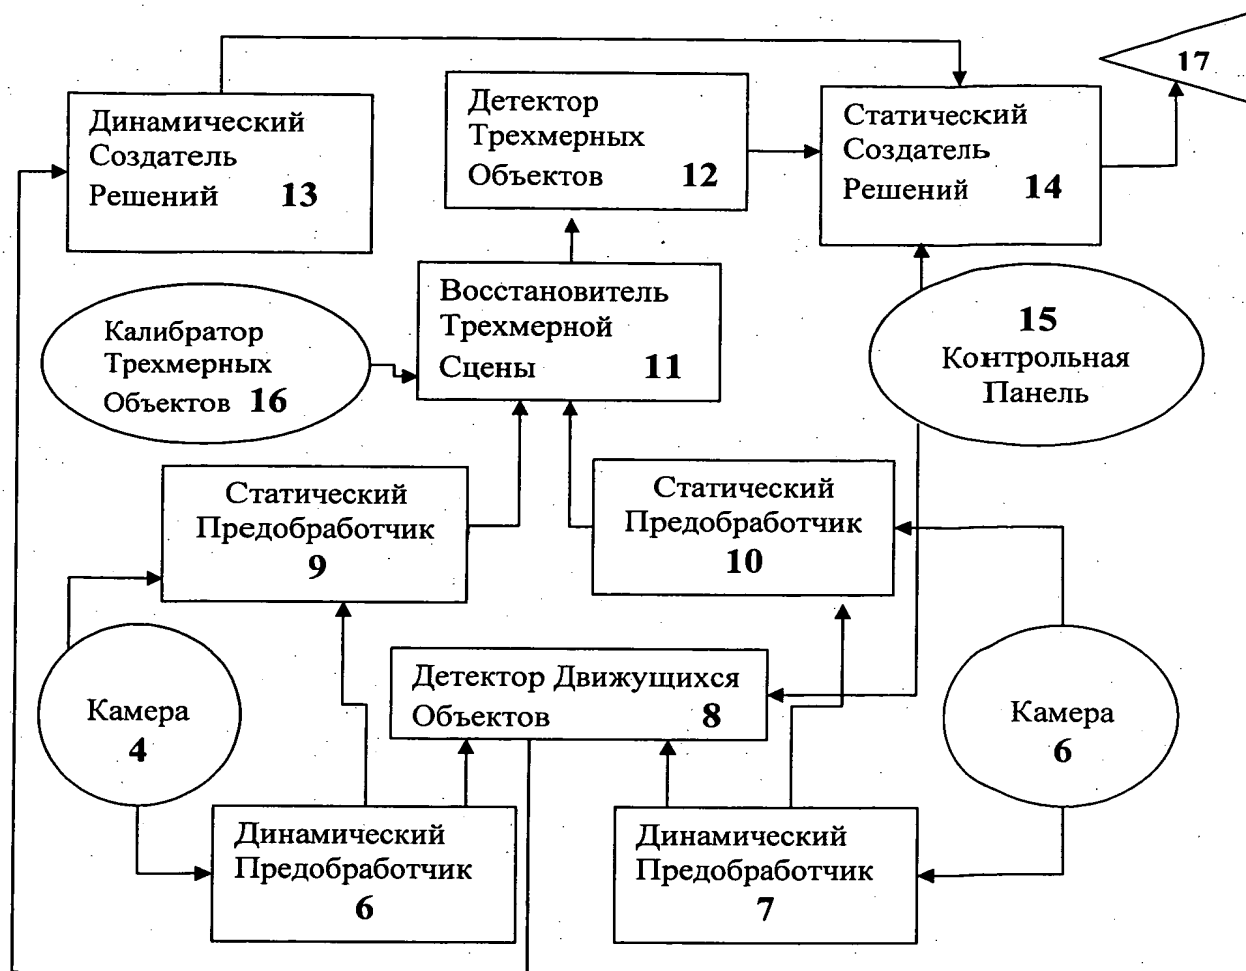 17
Динамический
Создатель
Решений 13
Детектор
Трехмерных
Объектов 12
Статический
Создатель
Решений 14
Калибратор
Трехмерных
Объектов 16
Восстановитель
Трехмерной
Сцены 11
15
Контрольная
Панель
Статический
Предобработчик
9
Статический
Предобработчик
10
Камера
4
Детектор Движущихся
Объектов 8
Камера
6
Динамический
Предобработчик
6
Динамический
Предобработчик
7